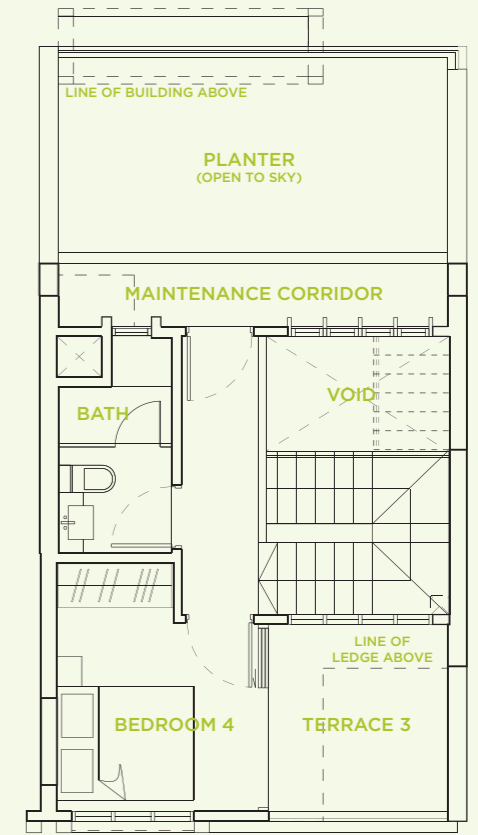 LINE OF BUILDING ABOVE
PLANTER
(OPEN TO SKY)
MAINTENANCE CORRIDOR
VOID
BATH
LINE OF
LEDGE ABOVE
BEDROOM 4
TERRACE 3